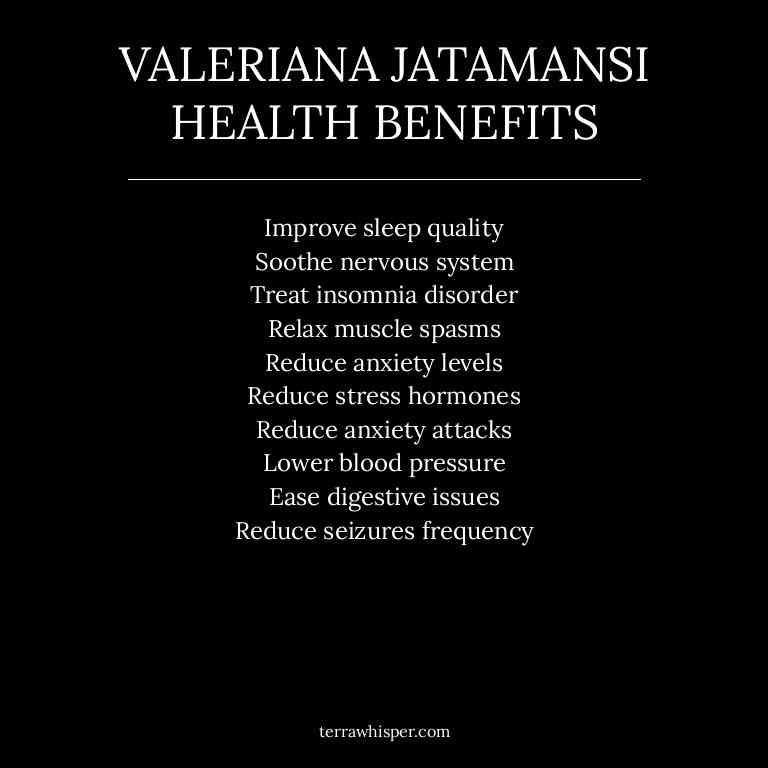 VALERIANA JATAMANSI
HEALTH BENEFITS
Improve sleep quality
Soothe nervous system
Treat insomnia disorder
Relax muscle spasms
Reduce anxiety levels
Reduce stress hormones
Reduce anxiety attacks
Lower blood pressure
Ease digestive issues
Reduce seizures frequency
terrawhisper.com